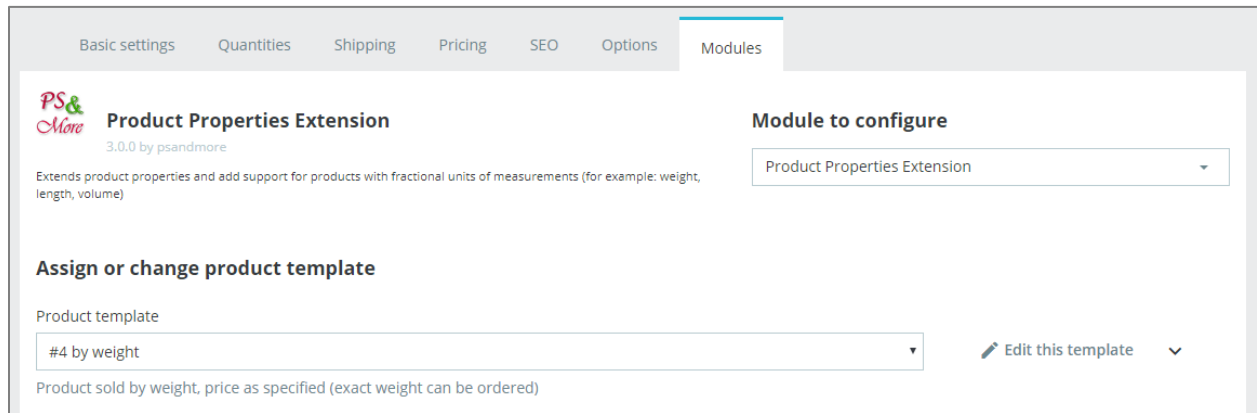 Basic settings Quantities Shipping Pricing SEO Options Modules
PS&
More
Product Properties Extension
3.0.0 by psandmore
Extends product properties and add support for products with fractional units of measurements (for example: weight,
length, volume)
Module to configure
Product Properties Extension
Assign or change product template
Product template
#4 by weight
Edit this template
Product sold by weight, price as specified (exact weight can be ordered)